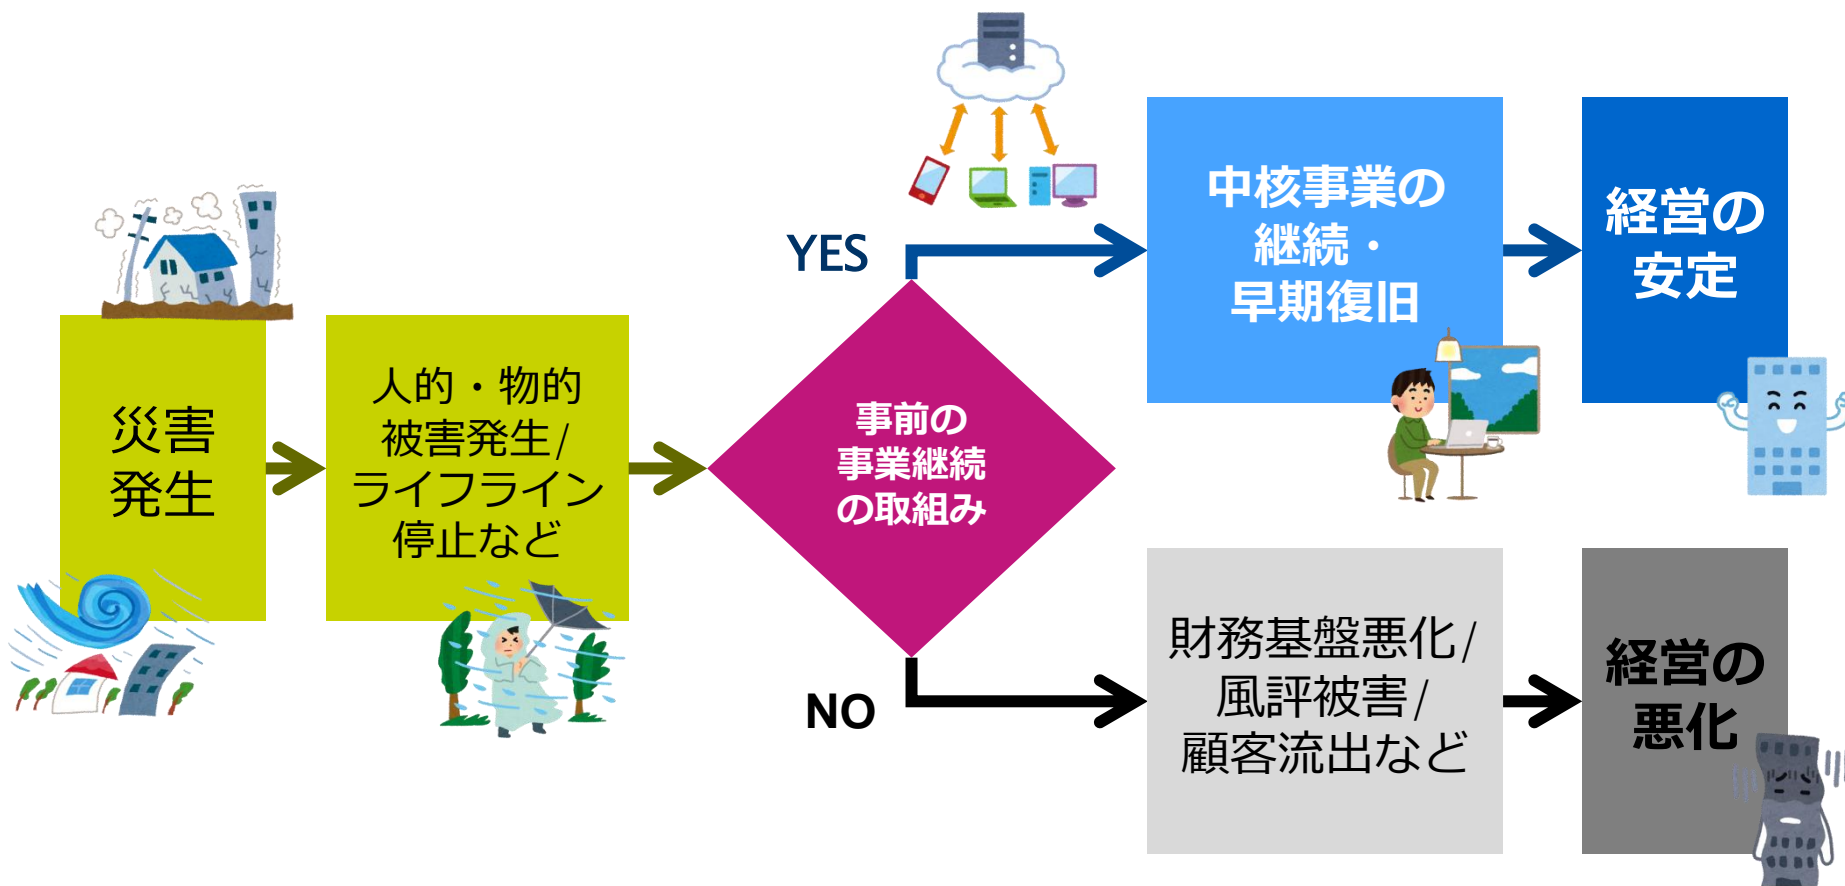 災害
発生
人的・物的
被害発生/
ライフライン
停止など
事前の
事業継続
の取組み
YES
中核事業の
継続・
早期復旧
経営の
安定
NO
財務基盤悪化/
風評被害/
顧客流出など
経営の
悪化